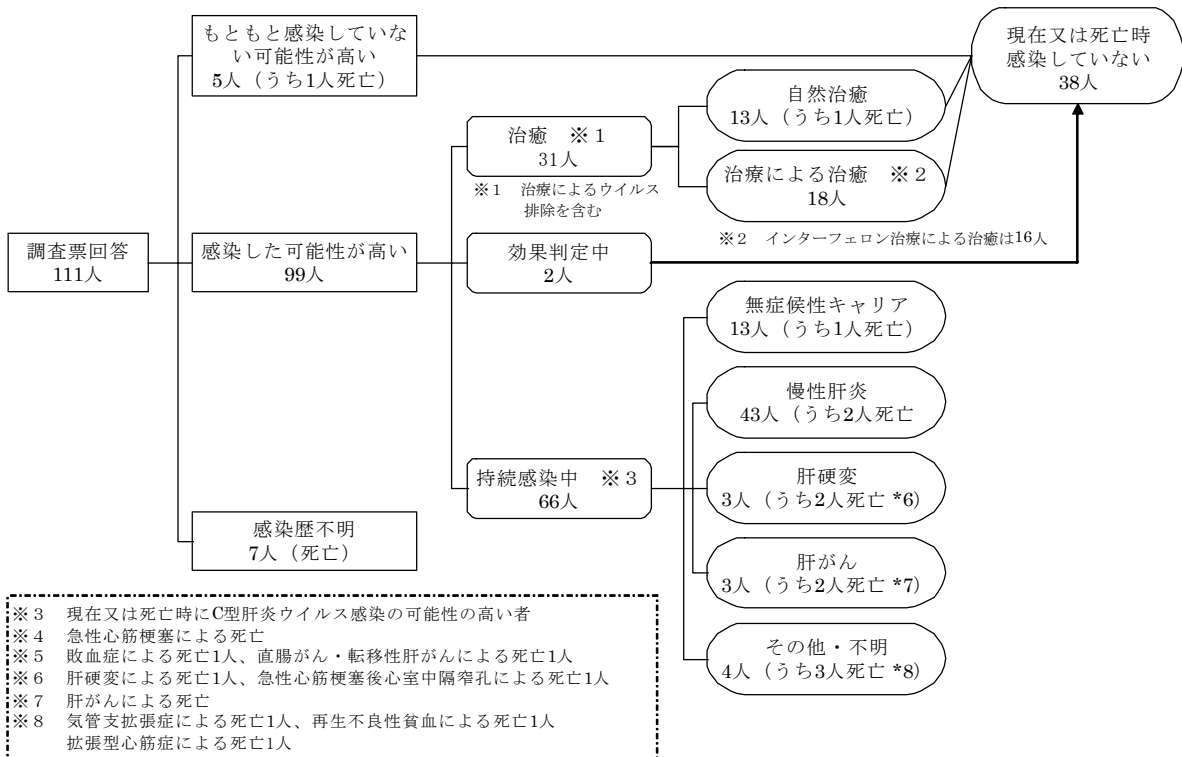 もともと感染していな
い可能性が高い
5人（うち1人死亡）
現在又は死亡時
感染していない
38人
自然治癒
13人（うち1人死亡）
治癒　※１
31人
※１　治療によるウイルス
排除を含む
治療による治癒　※２
18人
※２　インターフェロン治療による治癒は16人
調査票回答
111人
感染した可能性が高い
99人
効果判定中
2人
無症候性キャリア
13人（うち1人死亡）
慢性肝炎
43人（うち2人死亡
持続感染中　※３
66人
肝硬変
3人（うち2人死亡 *6）
感染歴不明
7人（死亡）
肝がん
3人（うち2人死亡 *7）
その他・不明
4人（うち3人死亡 *8）
※３　現在又は死亡時にC型肝炎ウイルス感染の可能性の高い者
※４　急性心筋梗塞による死亡
※５　敗血症による死亡1人、直腸がん・転移性肝がんによる死亡1人
※６　肝硬変による死亡1人、急性心筋梗塞後心室中隔窄孔による死亡1人
※７　肝がんによる死亡
※８　気管支拡張症による死亡1人、再生不良性貧血による死亡1人
拡張型心筋症による死亡1人